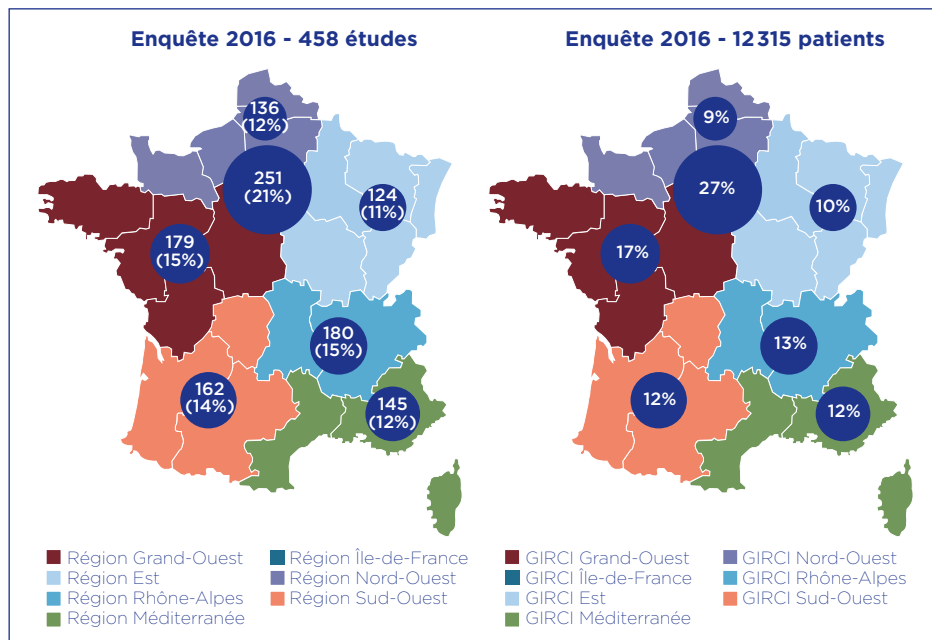 Enquête 2016 - 458 études
136
(12%)
251
(21%)
124
(11%)
179
(15%)
180
(15%)
162
(14%)
145
(12%)
Région Grand-Ouest
Région Est
Région Rhône-Alpes
Région Méditerranée
Région Île-de-France
Région Nord-Ouest
Région Sud-Ouest
Enquête 2016 - 12 315 patients
9%
27%
10%
17%
13%
12%
12%
GIRCI Grand-Ouest
GIRCI Île-de-France
GIRCI Est
GIRCI Méditerranée
GIRCI Nord-Ouest
GIRCI Rhône-Alpes
GIRCI Sud-Ouest